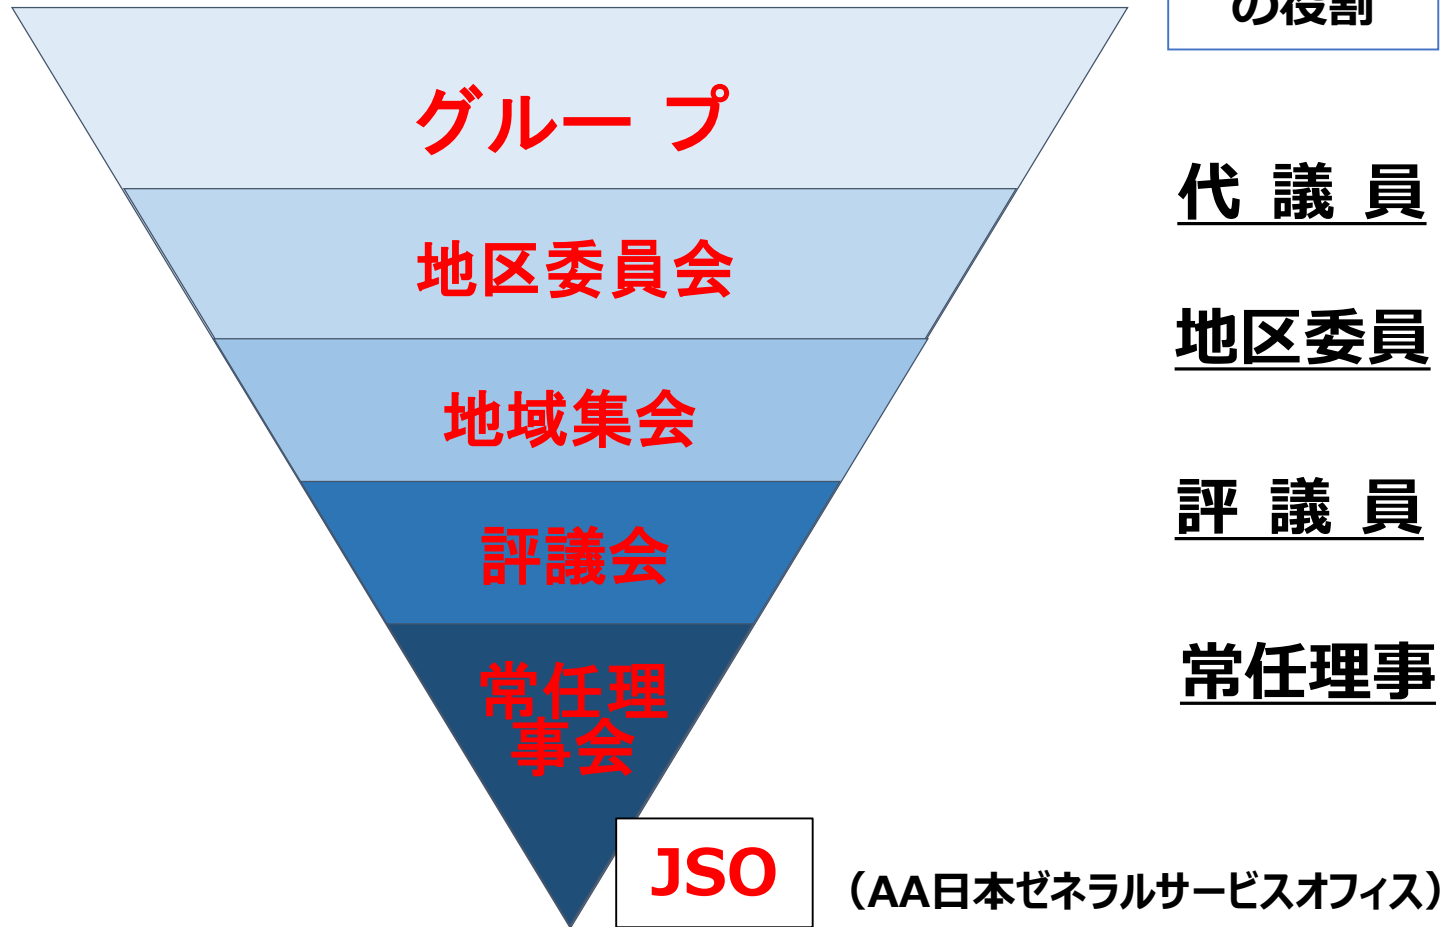 の役割
グループ
代議員
地区委員会
地区委員
地域集会
評議員
評議会
常任理
事会
常任理事
JSO
（AA日本ゼネラルサービスオフィス）